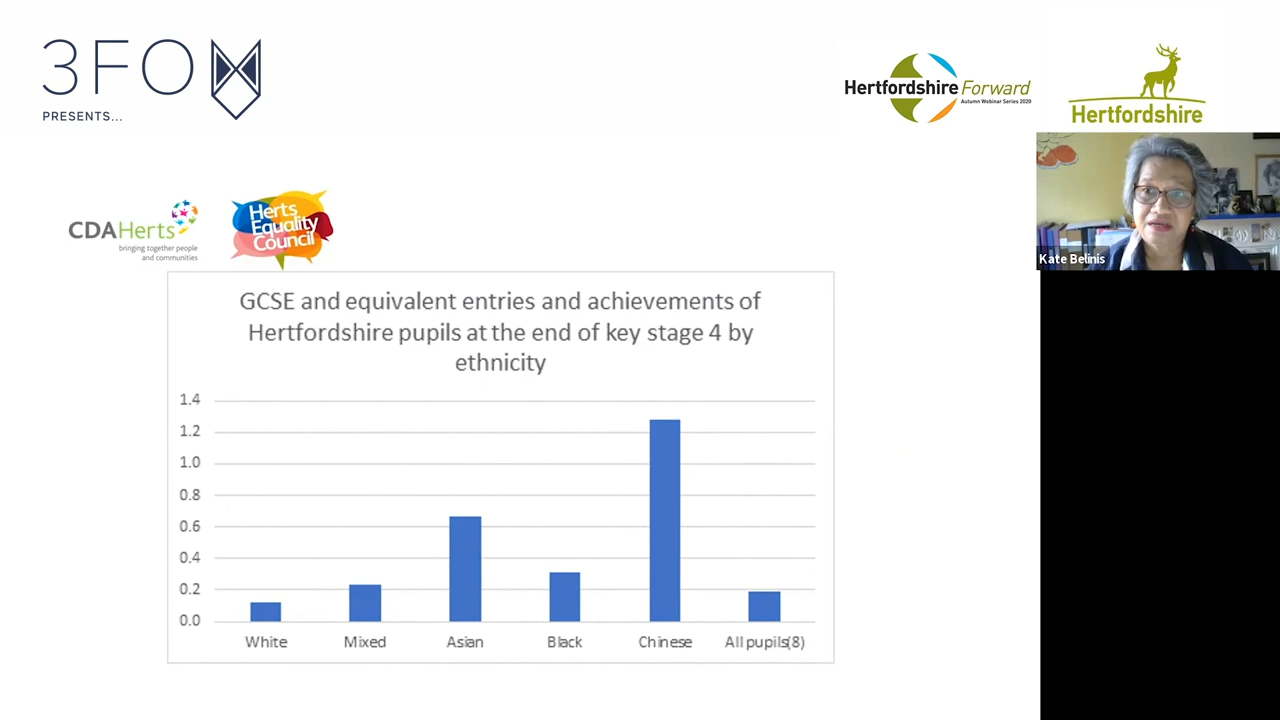 3FOX
PRESENTS...
Hertfordshire Forward
Autumn Webinar Series 2020
Hertfordshire
Kate Belinis
CDAHerts
bringing together people
and communities
Herts
Equality
Council
GCSE and equivalent entries and achievements of
Hertfordshire pupils at the end of key stage 4 by
ethnicity
1.4
1.2
1.0
0.8
0.6
0.4
0.2
0.0
White Mixed Asian Black Chinese All pupils(8)